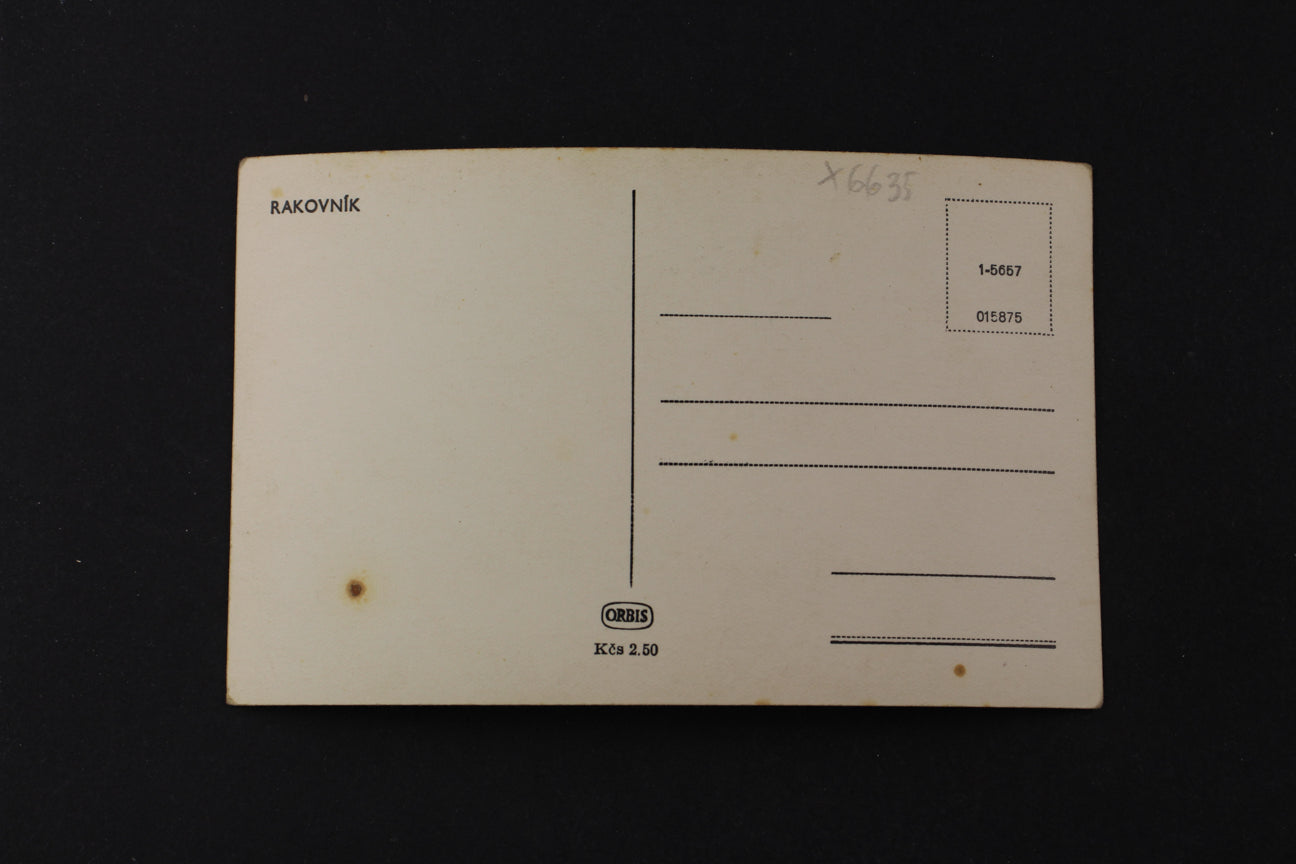 RAKOVNÍK
X6635
1-5657
015875
ORBIS
Kčs 2.50